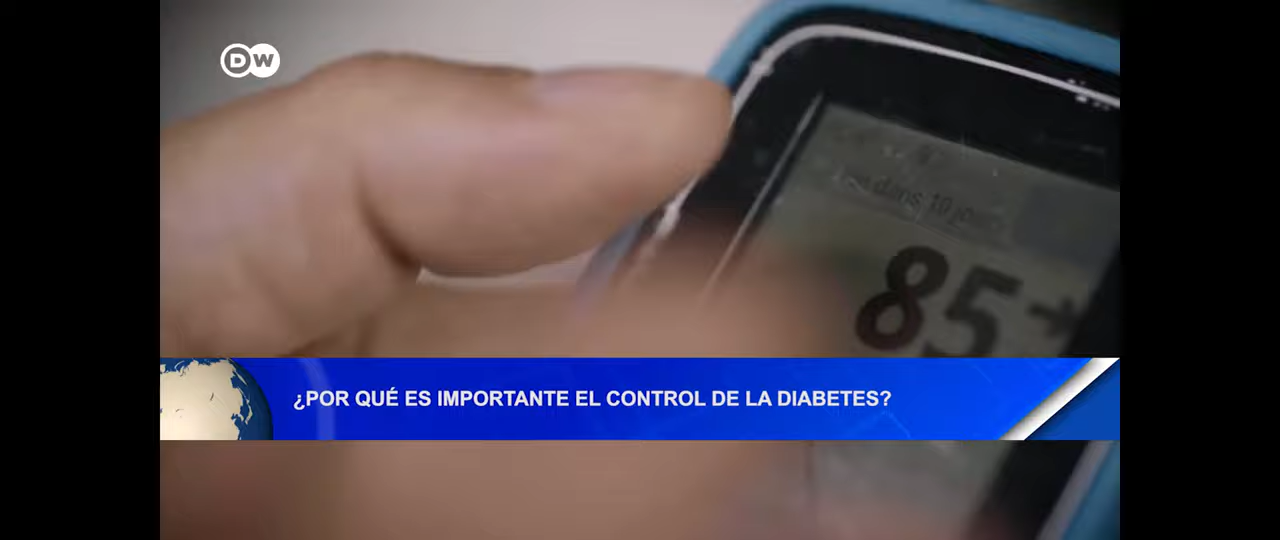 DW
85
¿POR QUÉ ES IMPORTANTE EL CONTROL DE LA DIABETES?